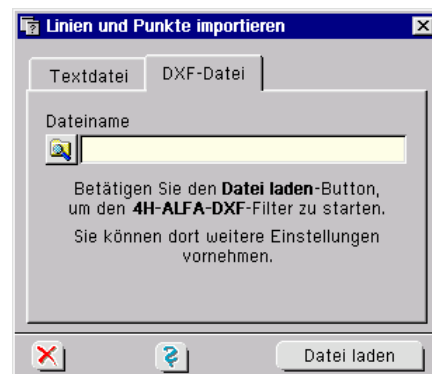 Linien und Punkte importieren
Textdatei DXF-Datei
Dateiname
Betätigen Sie den Datei laden-Button,
um den 4H-ALFA-DXF-Filter zu starten.
Sie können dort weitere Einstellungen
vornehmen.
Datei laden